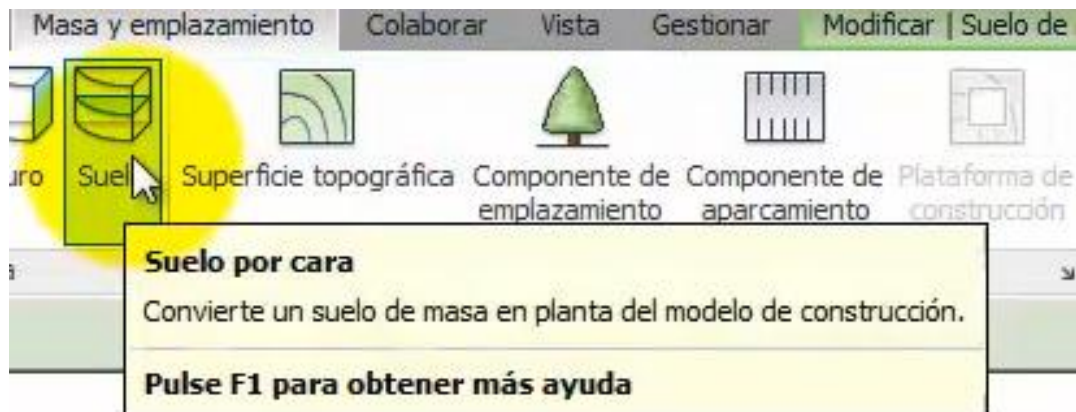 Masa y emplazamiento Colaborar Vista Gestionar Modificar | Suelo de
Superficie topográfica Componente de Componente de Plataforma de
emplazamiento aparcamiento construcción
Suelo por cara
Convierte un suelo de masa en planta del modelo de construcción.
Pulse F1 para obtener más ayuda